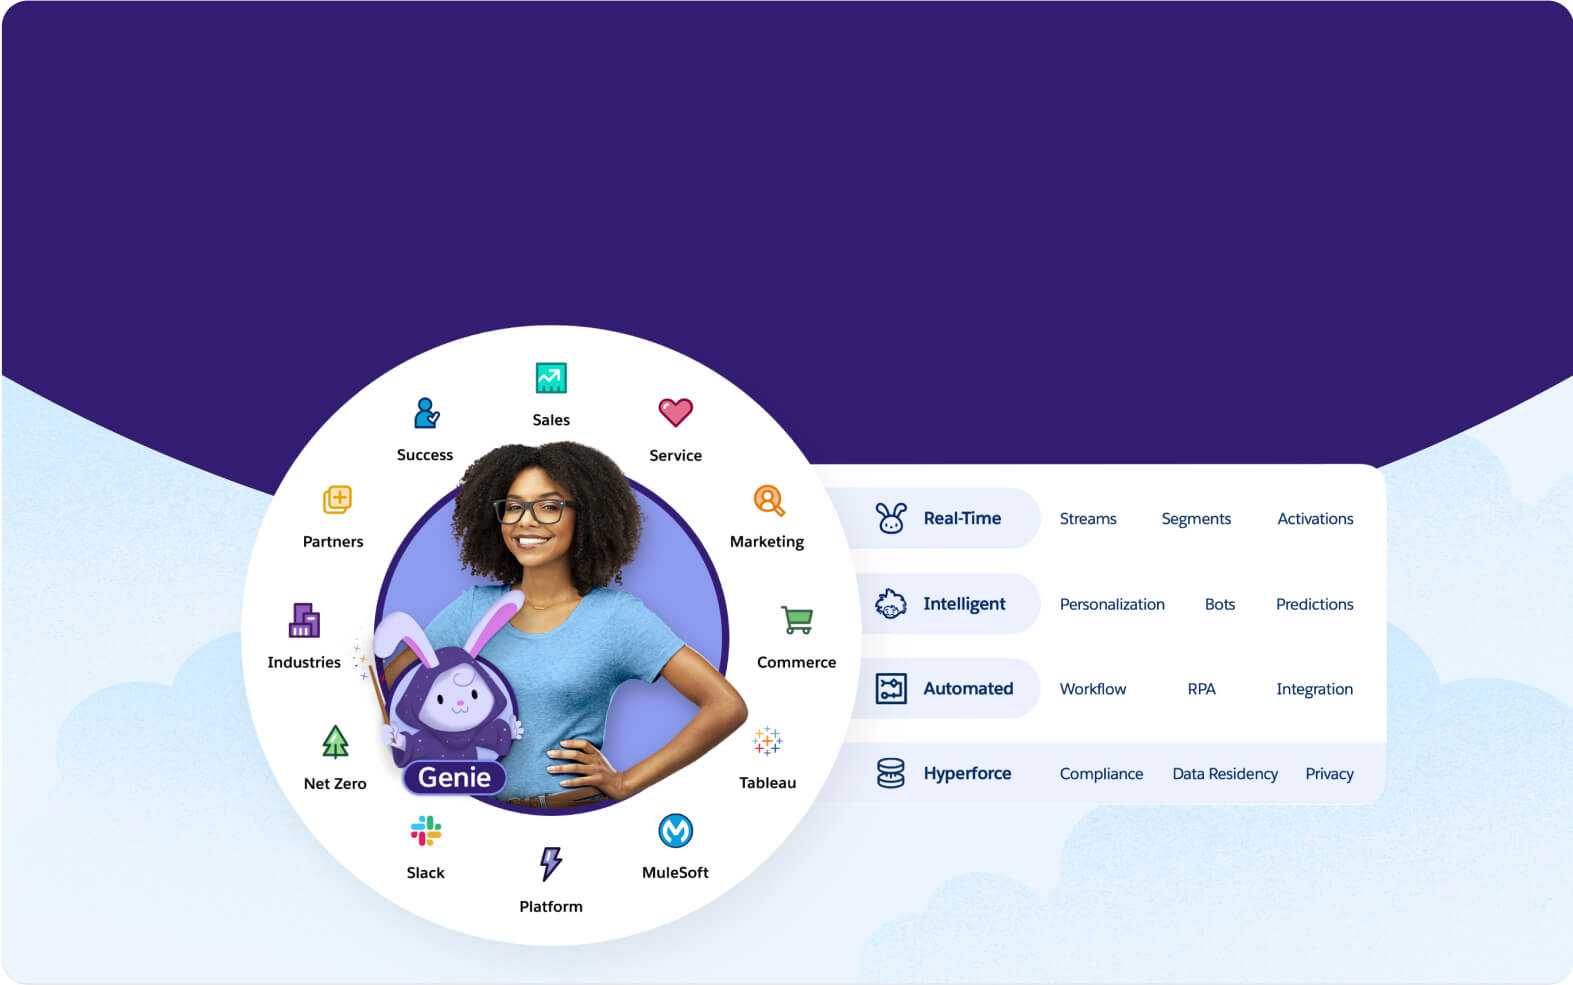 Sales
Success
Service
Partners
Marketing
Industries
Commerce
Net Zero
Genie
Tableau
Slack
MuleSoft
Platform
Real-Time Streams Segments Activations
Intelligent Personalization Bots Predictions
Automated Workflow RPA Integration
Hyperforce Compliance Data Residency Privacy